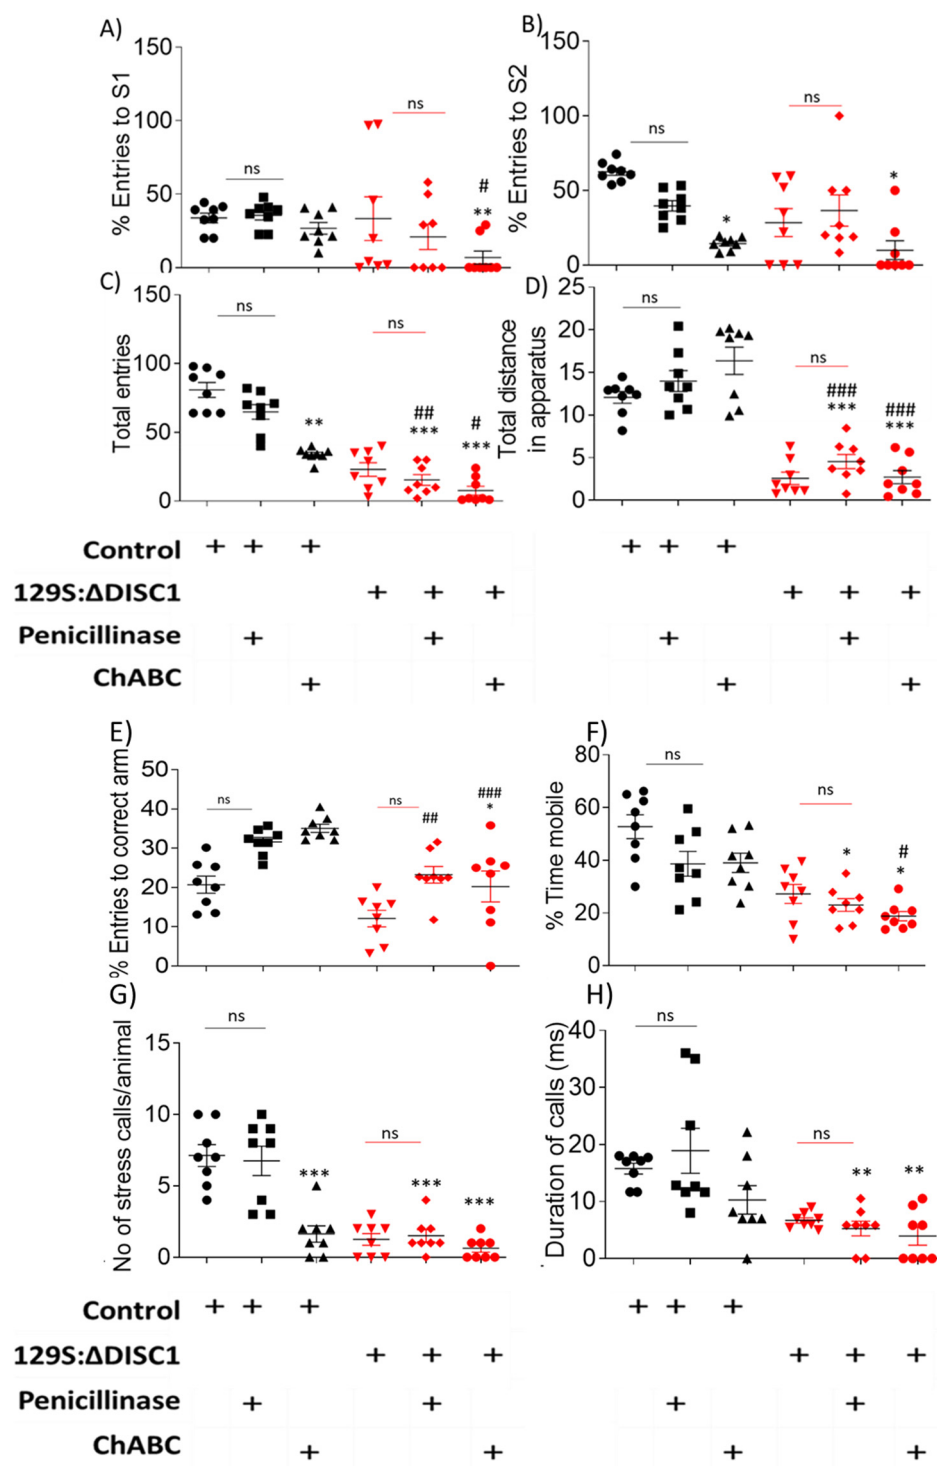 A)
% Entries to S1
150
100
50
0
ns
ns
#
**
B)
% Entries to S2
150
100
50
0
ns
ns
*
*
C)
Total entries
150
100
50
0
ns
ns
**
##
***
#
***
D)
Total distance
in apparatus
25
20
15
10
5
0
ns
ns
###
***
###
***
Control + + + + + +
129S:ΔDISC1 + + + + + +
Penicillinase + + + +
ChABC + + + +
E)
% Entries to correct arm
50
40
30
20
10
0
ns
ns
##
###
*
F)
% Time mobile
80
60
40
20
0
ns
ns
*
#
*
G)
No of stress calls/animal
15
10
5
0
ns
ns
***
***
***
H)
Duration of calls (ms)
40
30
20
10
0
ns
ns
**
**
Control + + + + + +
129S:ΔDISC1 + + + + + +
Penicillinase + + + +
ChABC + + + +